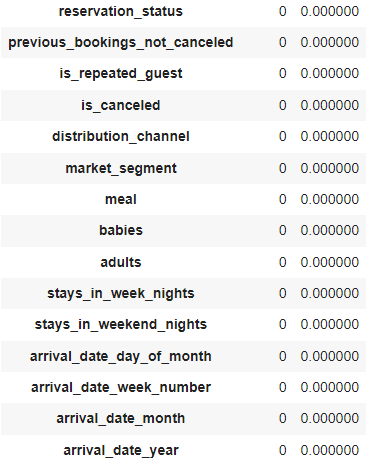 reservation_status 0 0.000000
previous_bookings_not_canceled 0 0.000000
is_repeated_guest 0 0.000000
is_canceled 0 0.000000
distribution_channel 0 0.000000
market_segment 0 0.000000
meal 0 0.000000
babies 0 0.000000
adults 0 0.000000
stays_in_week_nights 0 0.000000
stays_in_weekend_nights 0 0.000000
arrival_date_day_of_month 0 0.000000
arrival_date_week_number 0 0.000000
arrival_date_month 0 0.000000
arrival_date_year 0 0.000000